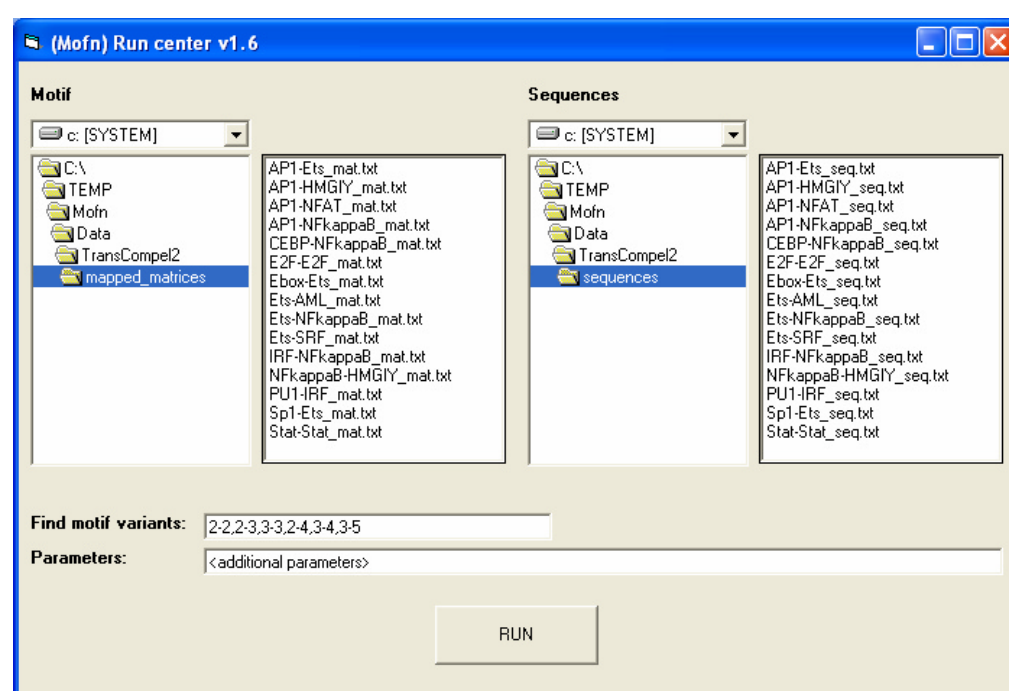 (Mofn) Run center v1.6
Motif
c: [SYSTEM]
C:\
TEMP
Mofn
Data
TransCompel2
mapped_matrices
AP1-Ets_mat.txt
AP1-HMGIY_mat.txt
AP1-NFAT_mat.txt
AP1-NFkappaB_mat.txt
CEBP-NFkappaB_mat.txt
E2F-E2F_mat.txt
Ebox-Ets_mat.txt
Ets-AML_mat.txt
Ets-NFkappaB_mat.txt
Ets-SRF_mat.txt
IRF-NFkappaB_mat.txt
NFkappaB-HMGIY_mat.txt
PU1-IRF_mat.txt
Sp1-Ets_mat.txt
Stat-Stat_mat.txt
Sequences
c: [SYSTEM]
C:\
TEMP
Mofn
Data
TransCompel2
sequences
AP1-Ets_seq.txt
AP1-HMGIY_seq.txt
AP1-NFAT_seq.txt
AP1-NFkappaB_seq.txt
CEBP-NFkappaB_seq.txt
E2F-E2F_seq.txt
Ebox-Ets_seq.txt
Ets-AML_seq.txt
Ets-NFkappaB_seq.txt
Ets-SRF_seq.txt
IRF-NFkappaB_seq.txt
NFkappaB-HMGIY_seq.txt
PU1-IRF_seq.txt
Sp1-Ets_seq.txt
Stat-Stat_seq.txt
Find motif variants: 2-2,2-3,3-3,2-4,3-4,3-5
Parameters: <additional parameters>
RUN